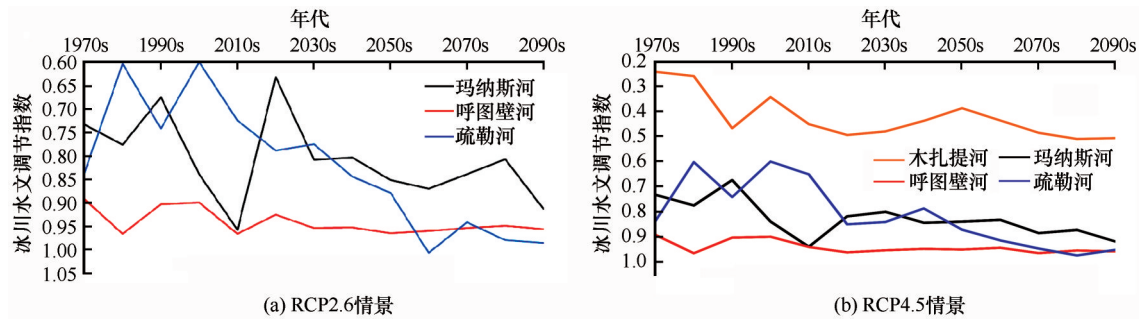 年代
1970s 1990s 2010s 2030s 2050s 2070s 2090s
0.60
0.65
0.70
0.75
0.80
0.85
0.90
0.95
1.00
1.05
冰川水文调节指数
玛纳斯河
呼图壁河
疏勒河
(a) RCP2.6情景
年代
1970s 1990s 2010s 2030s 2050s 2070s 2090s
0.2
0.3
0.4
0.5
0.6
0.7
0.8
0.9
1.0
冰川水文调节指数
木扎提河 玛纳斯河
呼图壁河 疏勒河
(b) RCP4.5情景